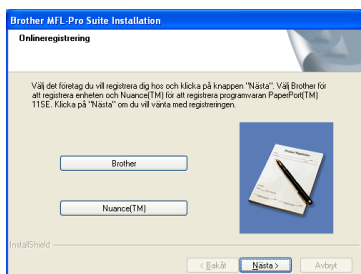 Brother MFL-Pro Suite Installation
Onlineregistrering
Välj det företag du vill registrera dig hos och klicka på knappen "Nästa". Välj Brother för
att registrera enheten och Nuance(TM) för att registrera programvaran PaperPort(TM)
11SE. Klicka på "Nästa" om du vill vänta med registreringen.
Brother
Nuance(TM)
InstallShield
< Bakåt Nästa > Avbryt